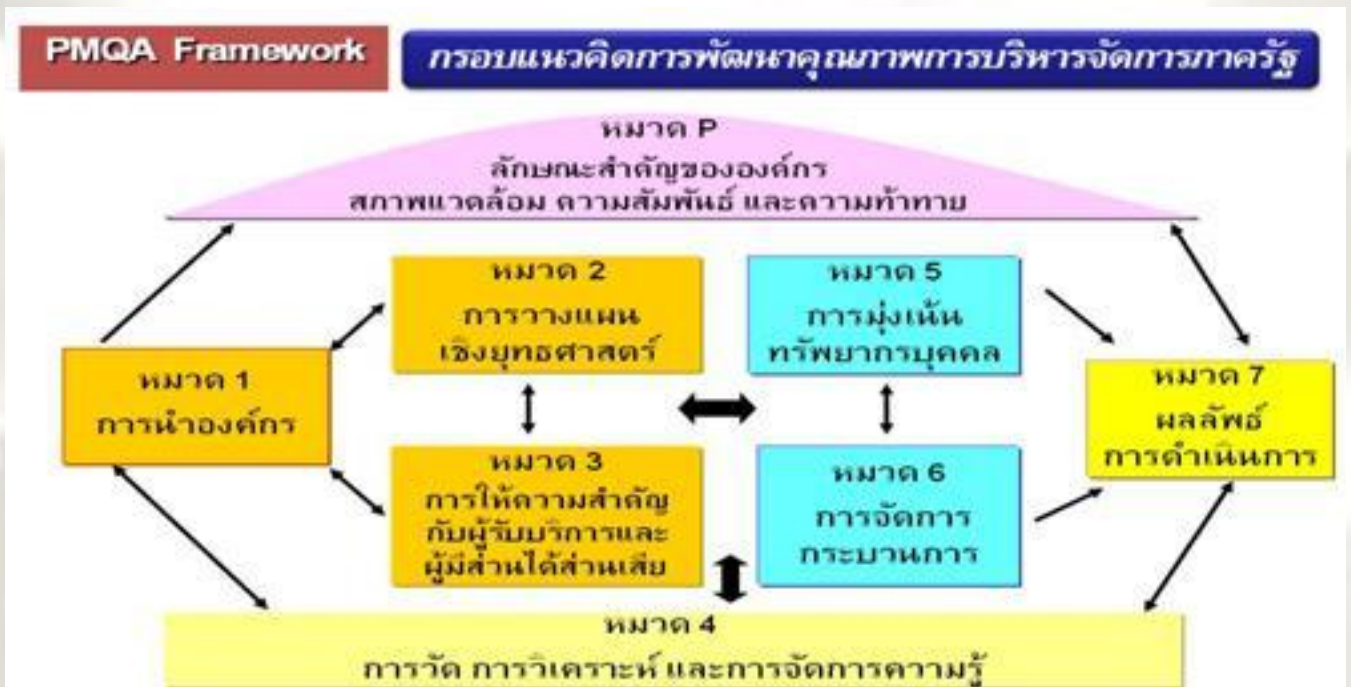 PMQA Framework
กรอบแนวคิดการพัฒนาคุณภาพการบริหารจัดการภาครัฐ
หมวด P
ลักษณะสำคัญขององค์กร
สภาพแวดล้อม ความสัมพันธ์ และความท้าทาย
หมวด 2
การวางแผน
เชิงยุทธศาสตร์
หมวด 5
การมุ่งเน้น
ทรัพยากรบุคคล
หมวด 1
การนำองค์กร
หมวด 7
ผลลัพธ์
การดำเนินการ
หมวด 3
การให้ความสำคัญ
กับผู้รับบริการและ
ผู้มีส่วนได้ส่วนเสีย
หมวด 6
การจัดการ
กระบวนการ
หมวด 4
การวัด การวิเคราะห์ และการจัดการความรู้